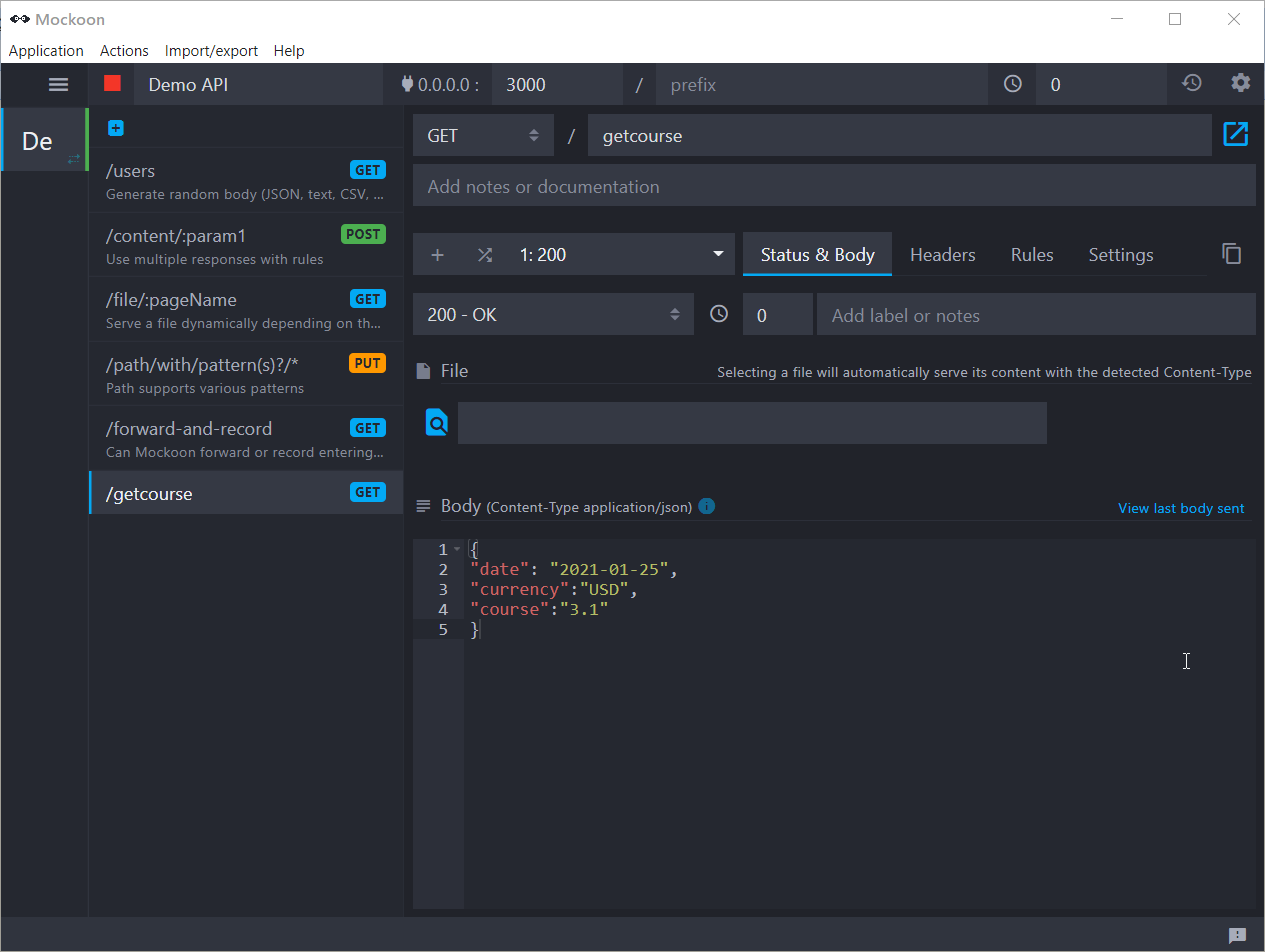 Mockoon
Application Actions Import/export Help
Demo API 0.0.0.0 : 3000 / prefix 0
De
/users GET
Generate random body (JSON, text, CSV, ...
/content/:param1 POST
Use multiple responses with rules
/file/:pageName GET
Serve a file dynamically depending on th...
/path/with/pattern(s)?/* PUT
Path supports various patterns
/forward-and-record GET
Can Mockoon forward or record entering...
/getcourse GET
GET / getcourse
Add notes or documentation
1: 200 Status & Body Headers Rules Settings
200 - OK 0 Add label or notes
File Selecting a file will automatically serve its content with the detected Content-Type
Body (Content-Type application/json) View last body sent
1 {
2 "date": "2021-01-25",
3 "currency":"USD",
4 "course":"3.1"
5 }